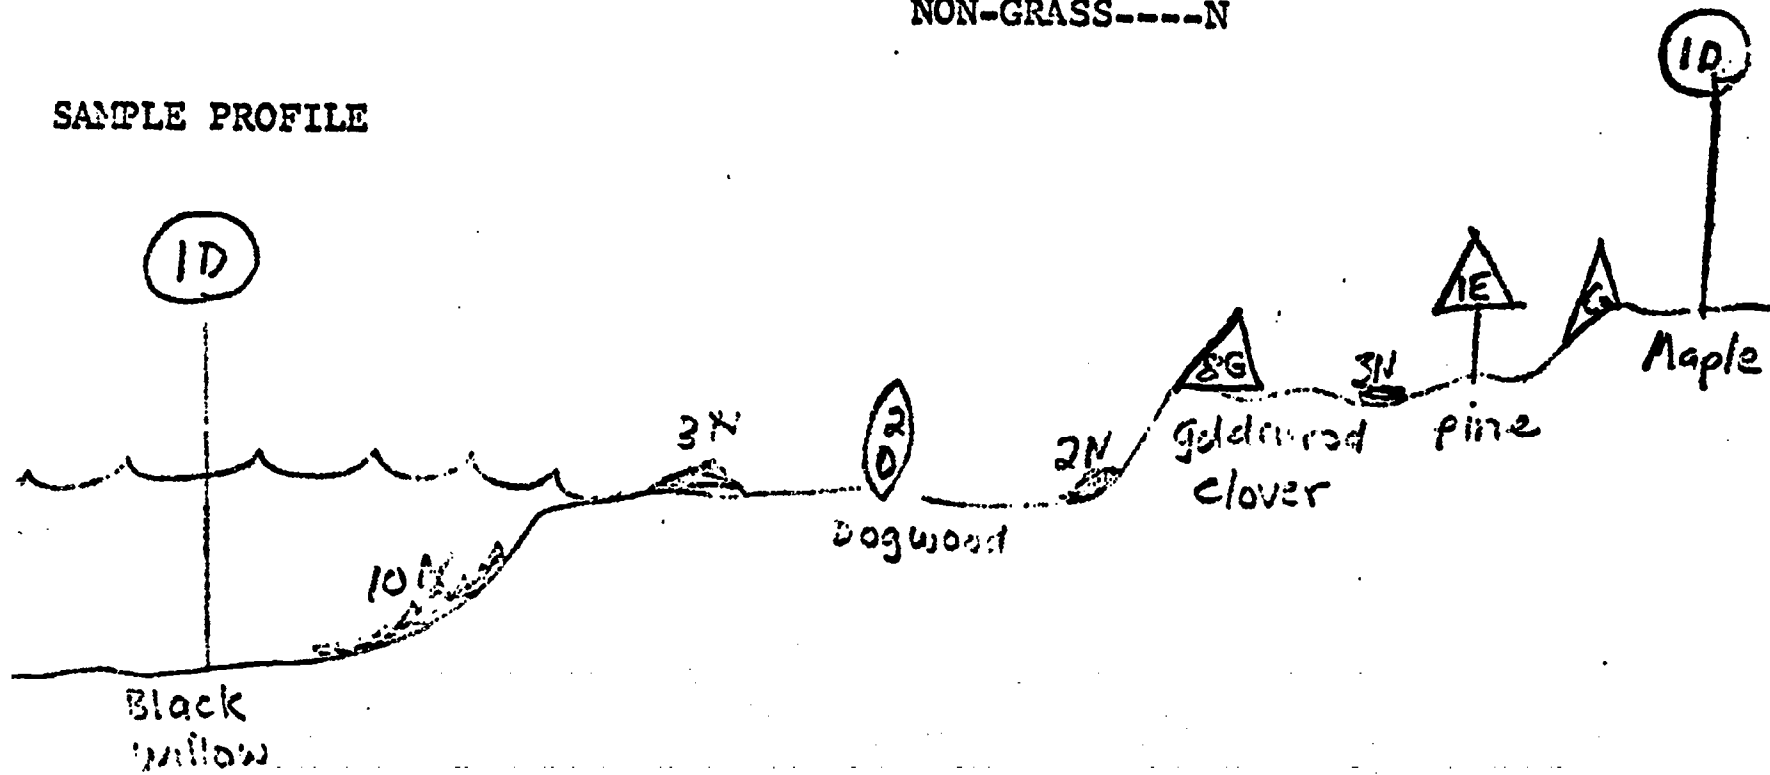 NON-GRASS----N
SAMPLE PROFILE
1D
1D
1E
G
8G
3N
Maple
3N
2
D
2N
Goldenrod
Clover
pine
Dogwood
10N
Black
Willow